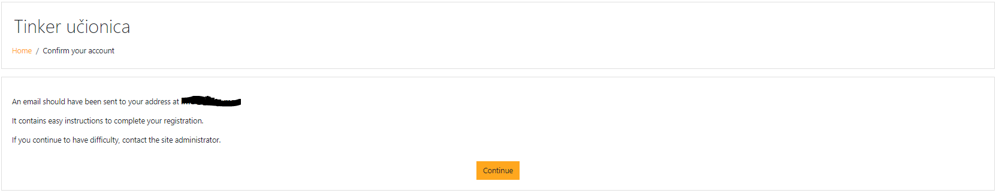 Tinker učionica
Home / Confirm your account
An email should have been sent to your address at
It contains easy instructions to complete your registration.
If you continue to have difficulty, contact the site administrator.
Continue